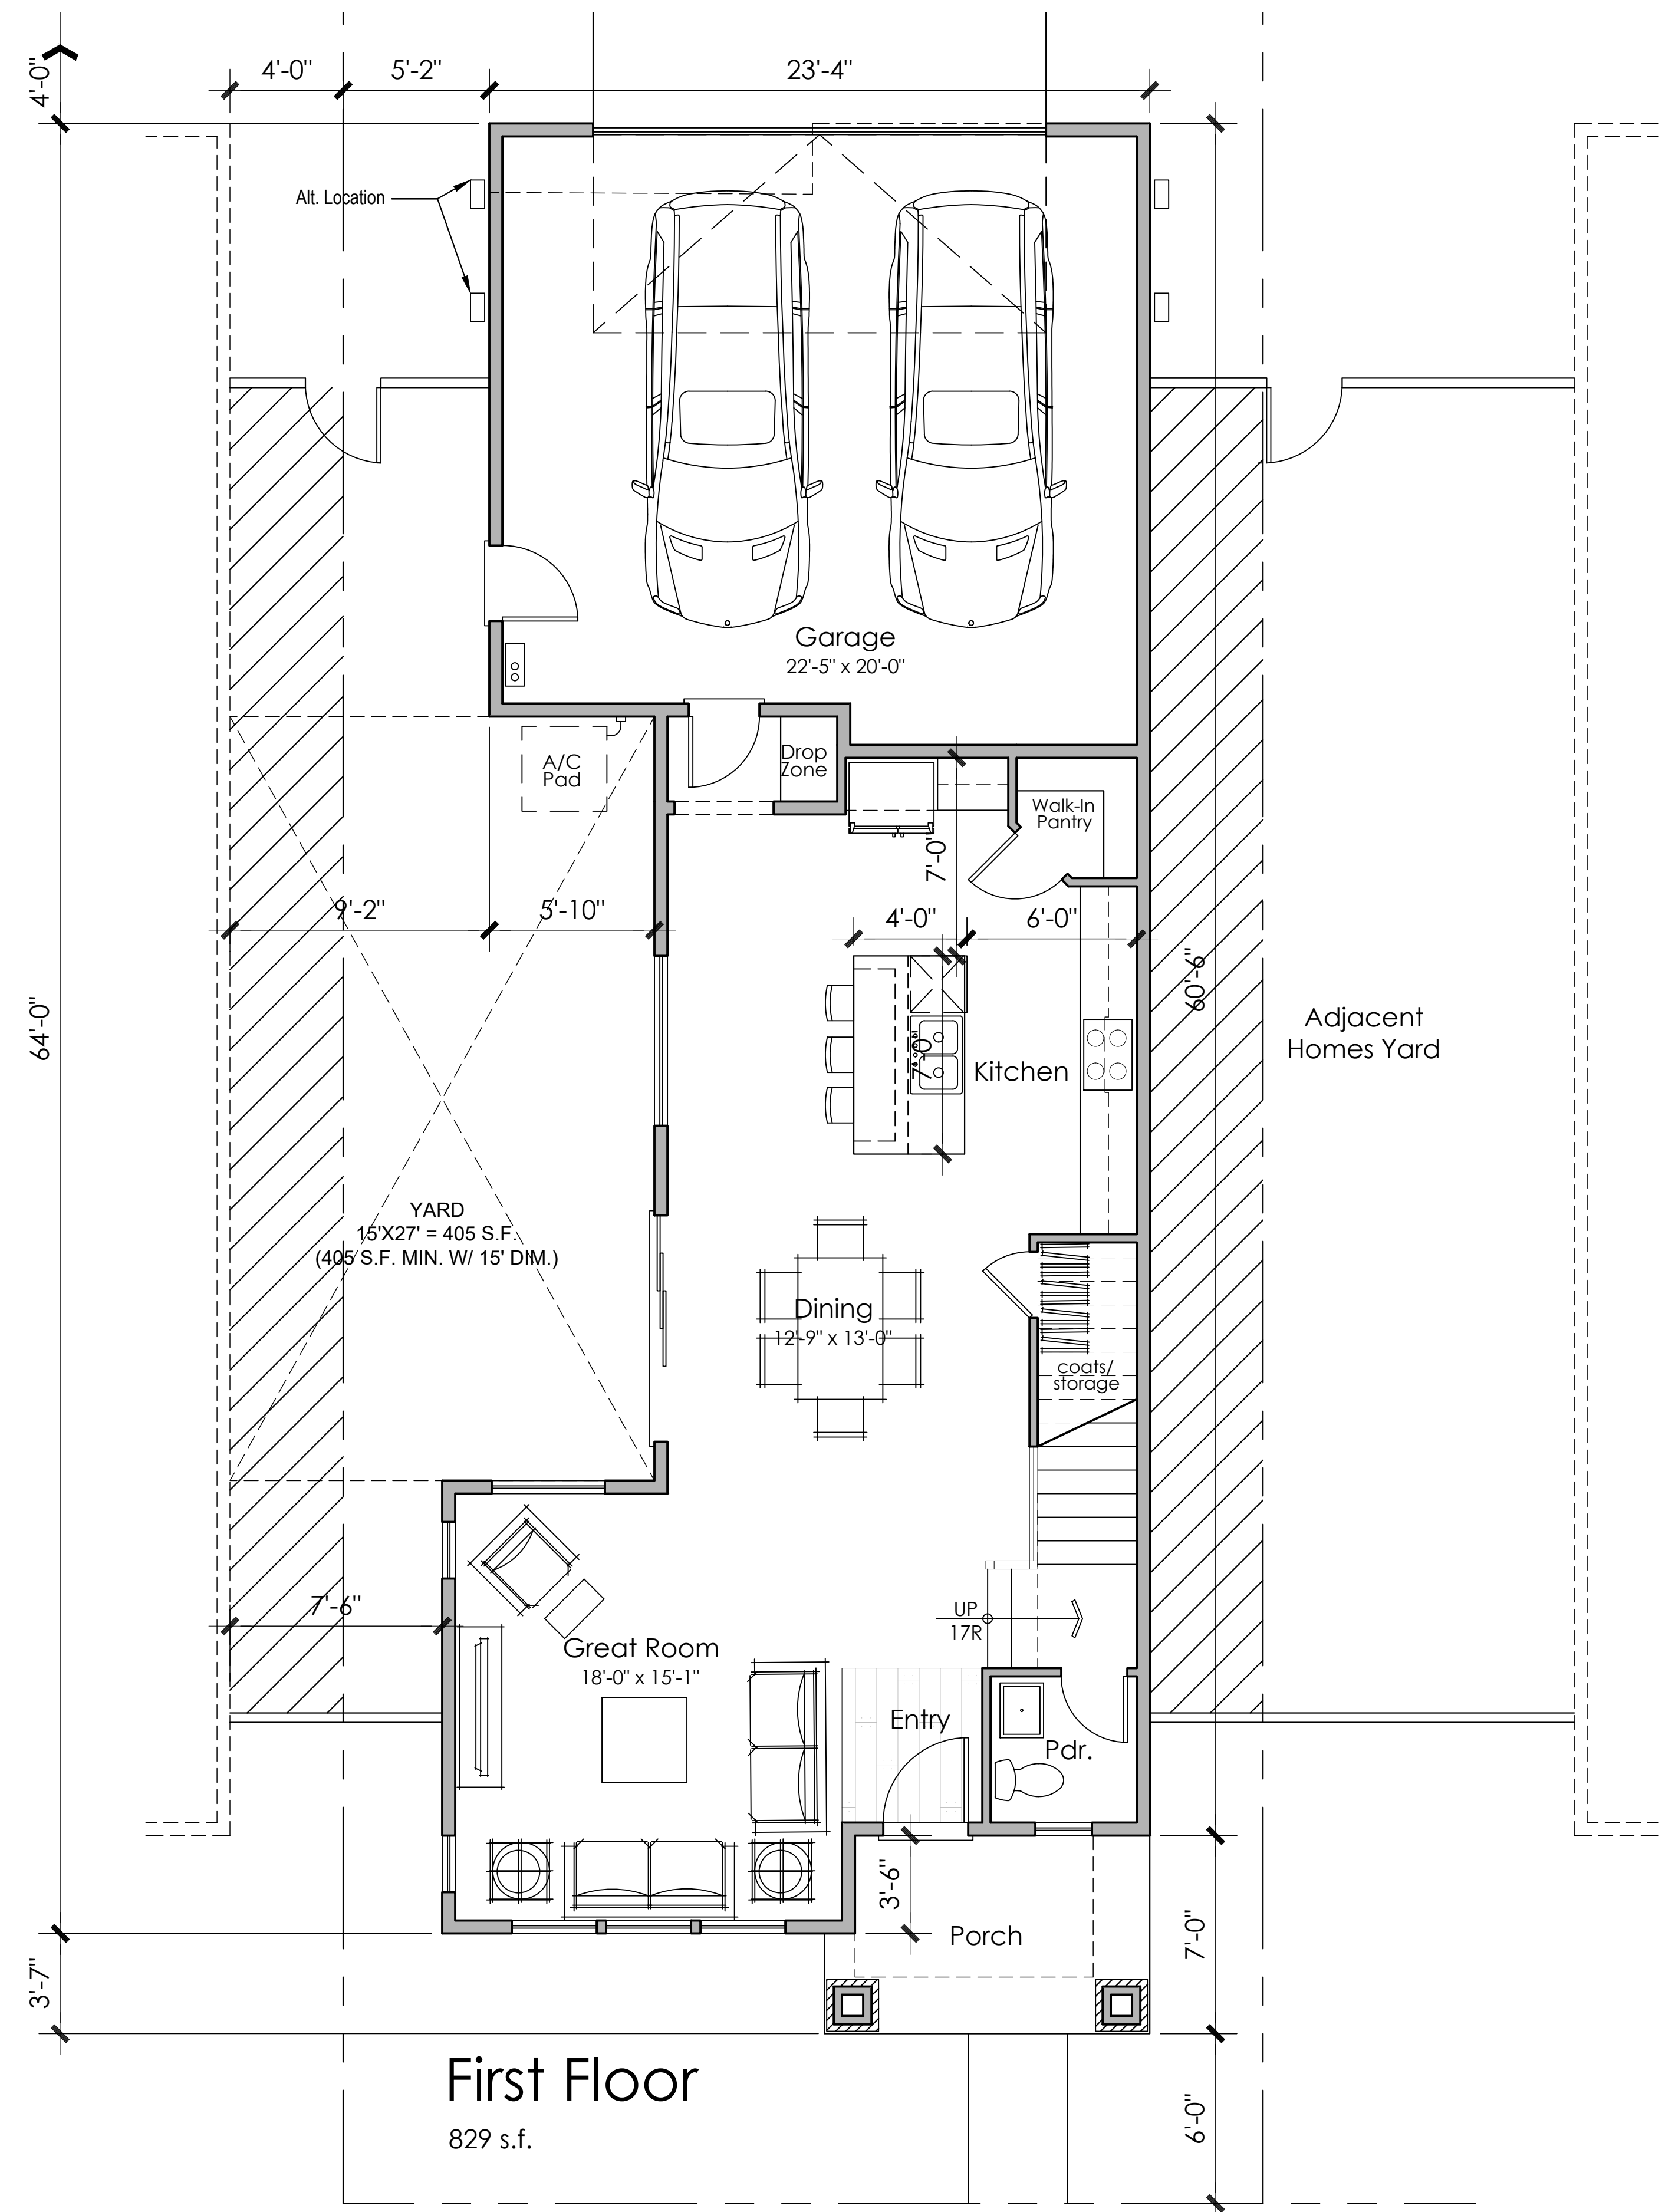 4'-0"
4'-0"
5'-2"
23'-4"
Alt. Location
Garage
22'-5" x 20'-0"
A/C
Pad
Drop
Zone
Walk-In
Pantry
7'-0"
9'-2"
5'-10"
4'-0"
6'-0"
60'-6"
64'-0"
7'-0"
Kitchen
Adjacent
Homes Yard
YARD
15'X27' = 405 S.F.
(405 S.F. MIN. W/ 15' DIM.)
Dining
12'-9" x 13'-0"
coats/
storage
7'-6"
UP
17R
Great Room
18'-0" x 15'-1"
Entry
Pdr.
3'-6"
Porch
7'-0"
3'-7"
First Floor
829 s.f.
6'-0"